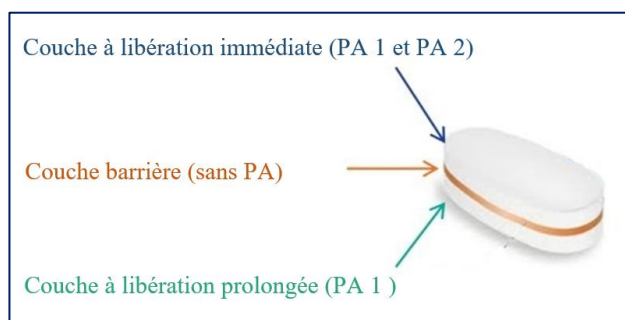 Couche à libération immédiate (PA 1 et PA 2)
Couche barrière (sans PA)
Couche à libération prolongée (PA 1 )